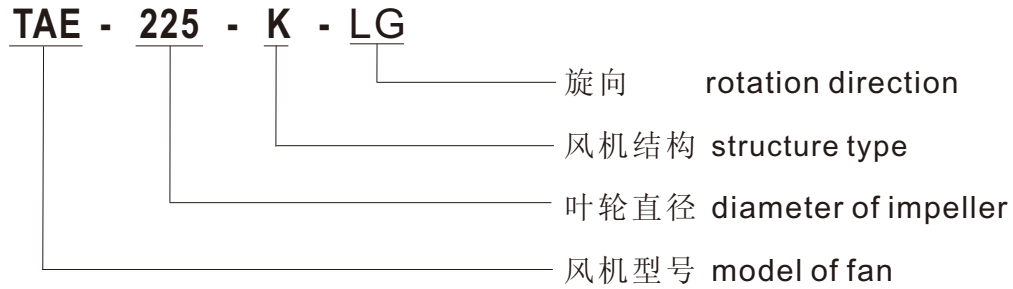 TAE - 225 - K - LG
旋向 rotation direction
风机结构 structure type
叶轮直径 diameter of impeller
风机型号 model of fan